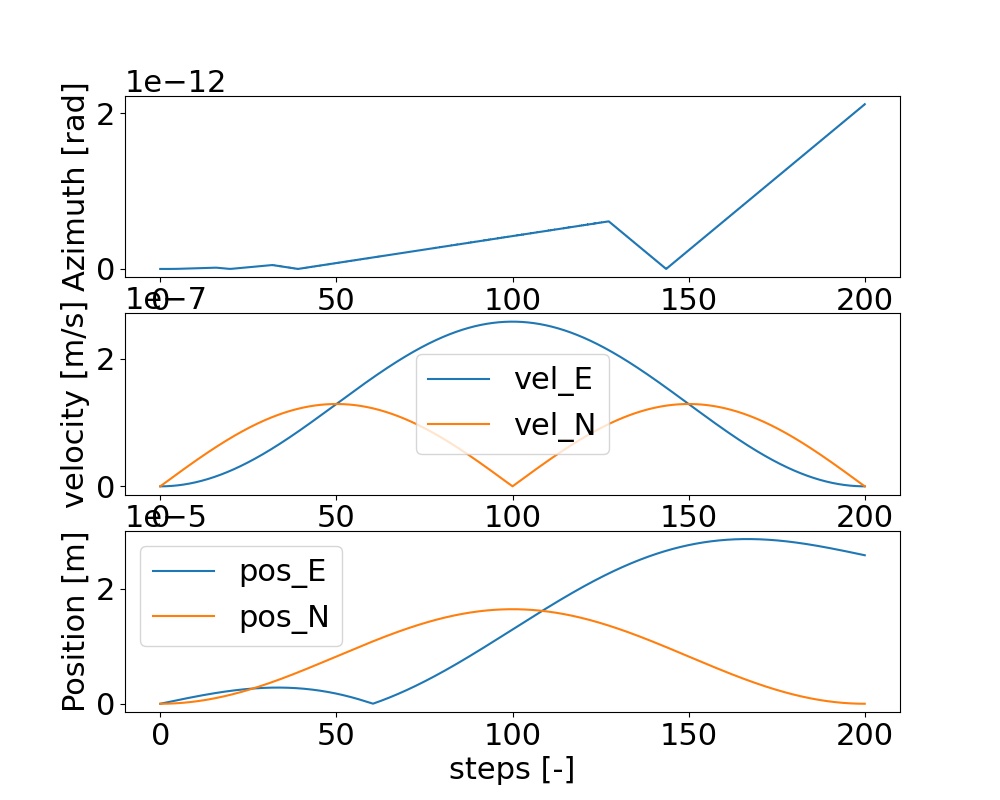 1e−12
Azimuth [rad]
2
0
0 50 100 150 200
1e−7
velocity [m/s]
2
0
vel_E
vel_N
0 50 100 150 200
1e−5
Position [m]
2
0
pos_E
pos_N
0 50 100 150 200
steps [-]